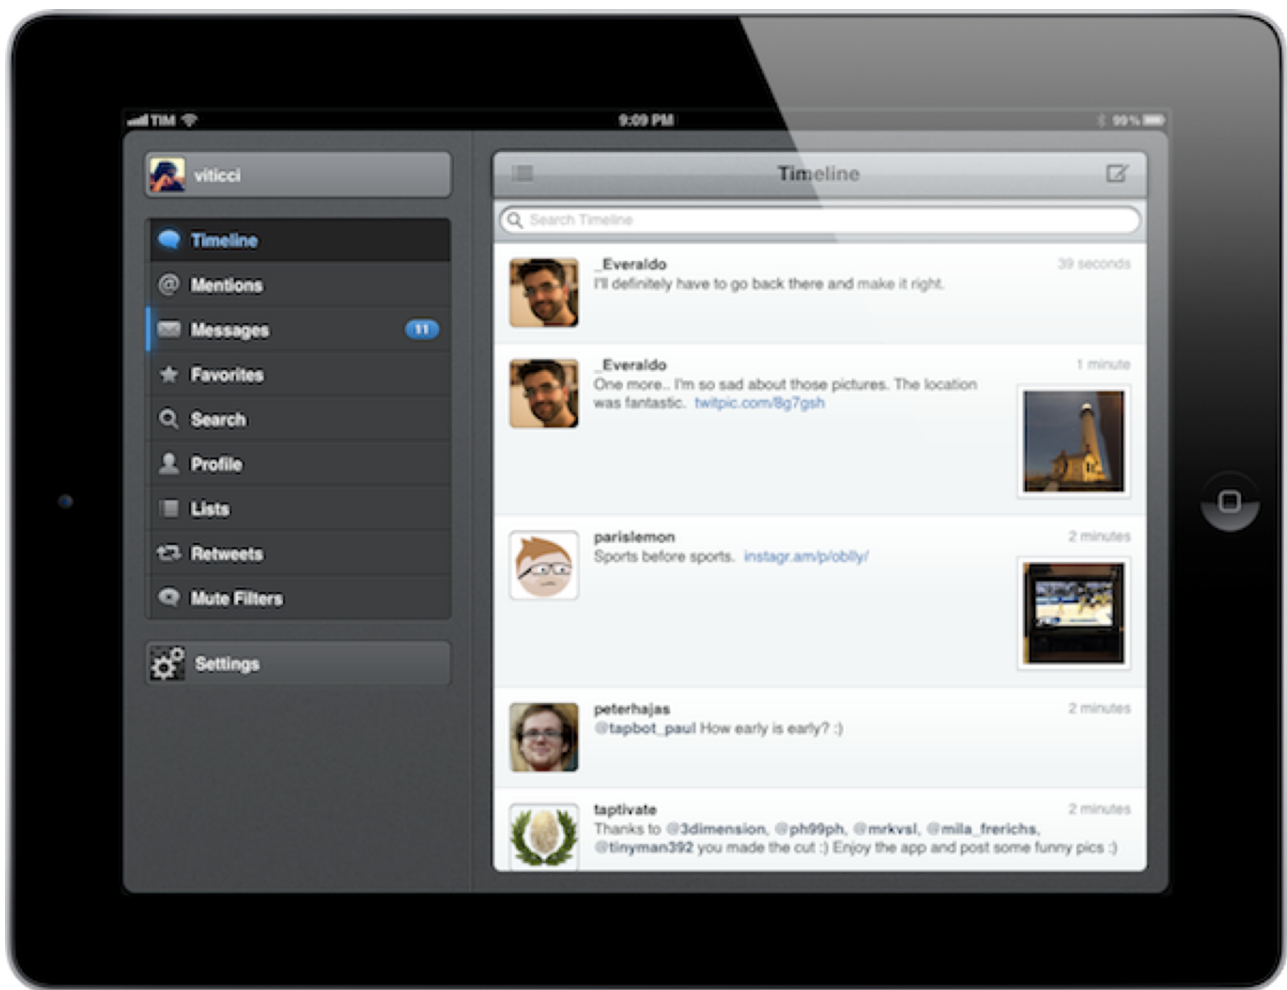 TIM
9:09 PM
99%
viticci
Timeline
Mentions
Messages
11
Favorites
Search
Profile
Lists
Retweets
Mute Filters
Settings
Timeline
Search Timeline
_Everaldo
39 seconds
I'll definitely have to go back there and make it right.
_Everaldo
1 minute
One more.. I'm so sad about those pictures. The location
was fantastic. twitpic.com/8g7gsh
parislemon
2 minutes
Sports before sports. instagr.am/p/oblly/
peterhajas
2 minutes
@tapbot_paul How early is early? :)
taptivate
2 minutes
Thanks to @3dimension, @ph99ph, @mrkvsl, @mila_frerichs,
@tinyman392 you made the cut :) Enjoy the app and post some funny pics :)